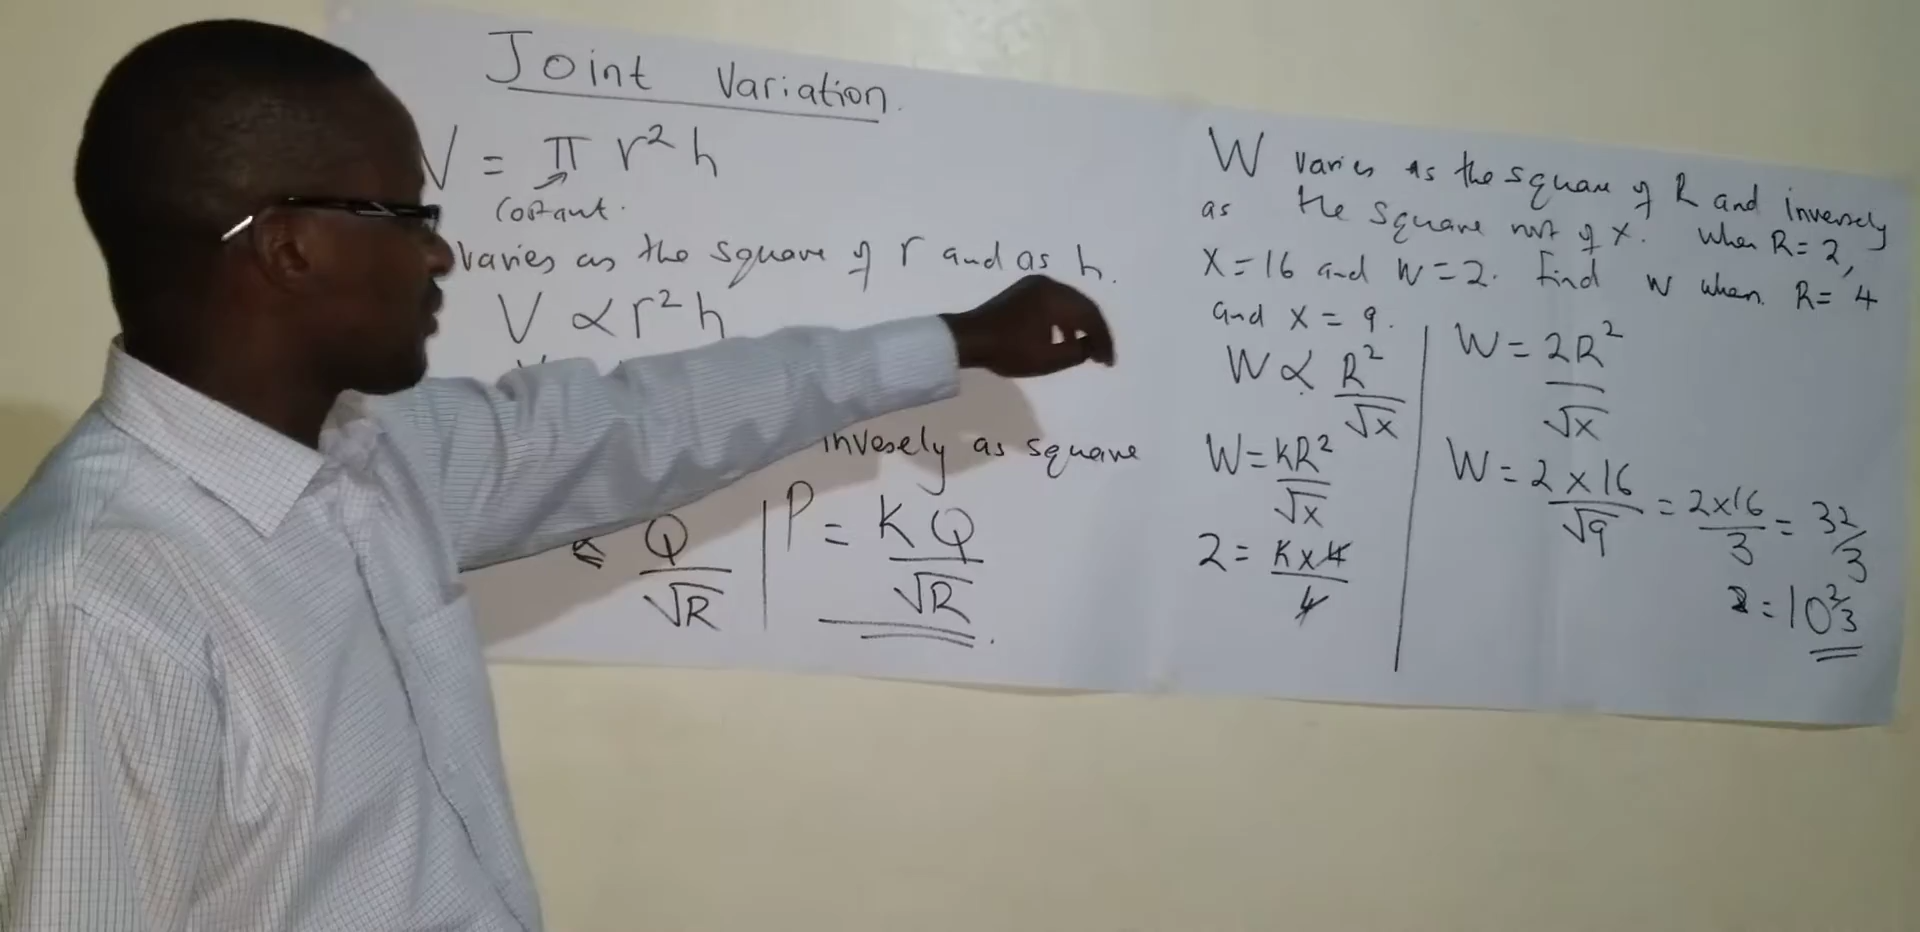 Joint Variation.
V = π r² h
Costant.
varies as the square of r and as h.
V ∝ r² h
invesely as square
∝ Q/√R
P = KQ/√R
W varies as the square of R and inversely
as the square root of X. When R = 2,
X = 16 and W = 2. Find W when R = 4
and X = 9.
W ∝ R²/√x
W = KR²/√x
2 = K x 4/4
W = 2R²/√x
W = 2 x 16/√9 = 2x16/3 = 32/3
= 10 2/3